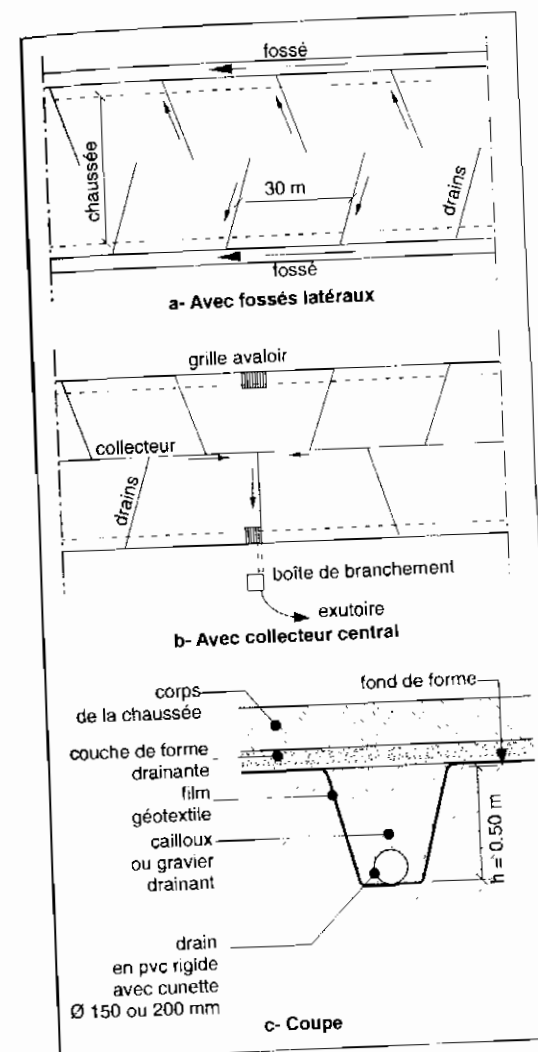 fossé
chaussée
30 m
drains
fossé
a- Avec fossés latéraux
grille avaloir
collecteur
drains
boîte de branchement
exutoire
b- Avec collecteur central
fond de forme
corps
de la chaussée
couche de forme
drainante
film
géotextile
cailloux
ou gravier
drainant
h = 0.50 m
drain
en pvc rigide
avec cunette
Ø 150 ou 200 mm
c- Coupe